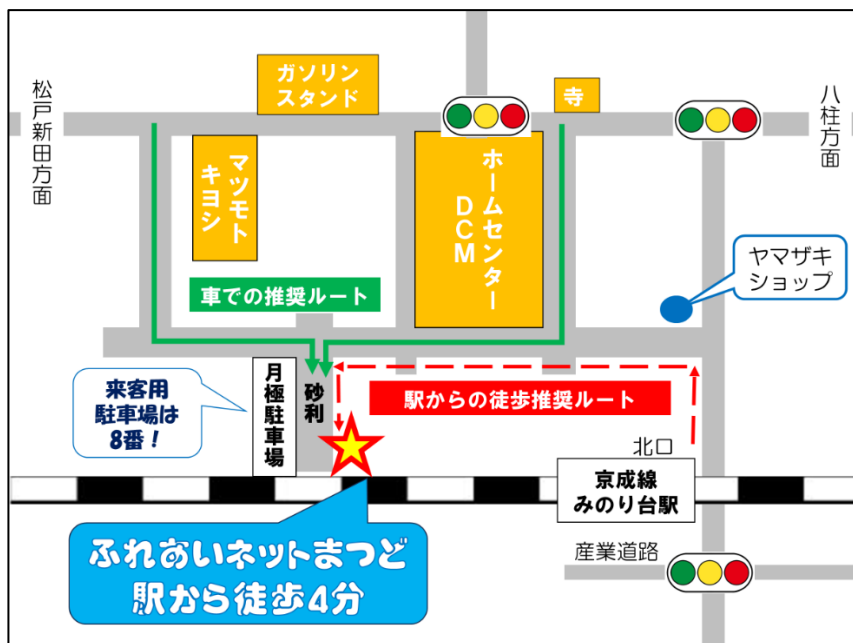 松戸新田方面
ガソリン
スタンド
寺
八柱方面
マツモト
キヨシ
ホームセンター
DCM
ヤマザキ
ショップ
車での推奨ルート
来客用
駐車場は
8番！
月極駐車場
砂利
駅からの徒歩推奨ルート
北口
京成線
みのり台駅
ふれあいネットまつど
駅から徒歩4分
産業道路